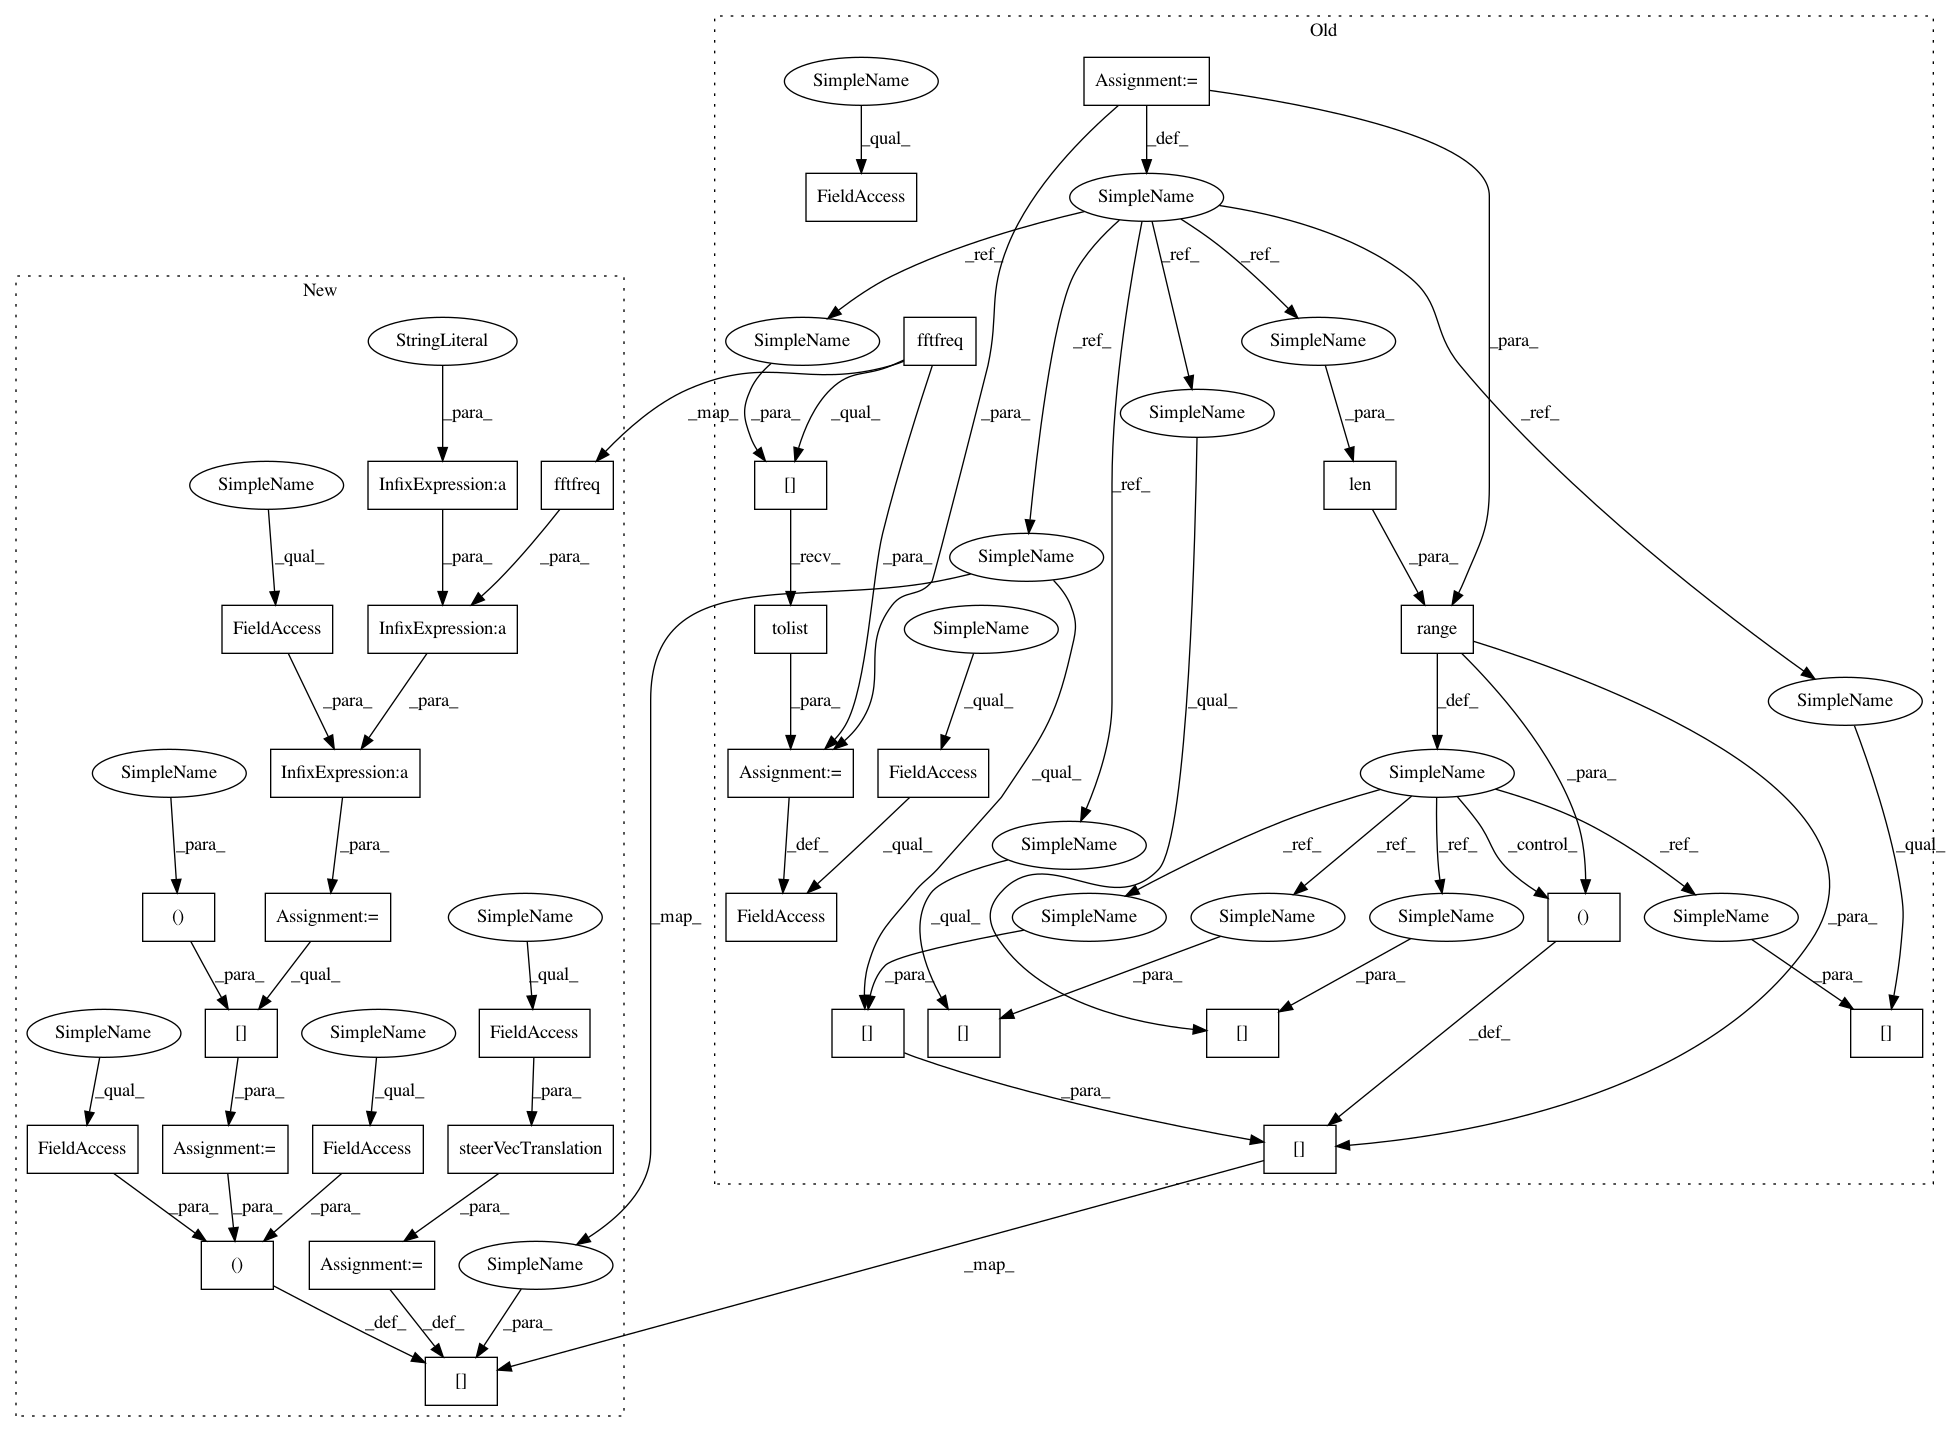 Old
SimpleName
Assignment:=
_qual_
_def_
FieldAccess
SimpleName
_ref_
_ref_
_ref_
New
StringLiteral
SimpleName
fftfreq
SimpleName
_ref_
_para_
_para_
_map_
_para_
_qual_
_para_
SimpleName
_para_
_ref_
SimpleName
InfixExpression:a
fftfreq
[]
_ref_
len
_qual_
_para_
_para_
_recv_
_para_
SimpleName
_para_
FieldAccess
InfixExpression:a
tolist
SimpleName
range
_para_
_para_
_para_
_qual_
_qual_
_def_
SimpleName
SimpleName
InfixExpression:a
Assignment:=
FieldAccess
_qual_
SimpleName
_para_
_para_
_para_
_def_
_qual_
SimpleName
_ref_
_ref_
_ref_
_control_
_ref_
_qual_
()
Assignment:=
SimpleName
_map_
FieldAccess
_qual_
SimpleName
SimpleName
SimpleName
()
SimpleName
_para_
_para_
_qual_
_qual_
_para_
_para_
_para_
_para_
SimpleName
[]
SimpleName
FieldAccess
[]
[]
[]
_def_
[]
_qual_
_para_
_qual_
_para_
_para_
FieldAccess
Assignment:=
FieldAccess
steerVecTranslation
[]
_para_
_para_
_para_
_para_
()
Assignment:=
SimpleName
_map_
_def_
_def_
_para_
[]